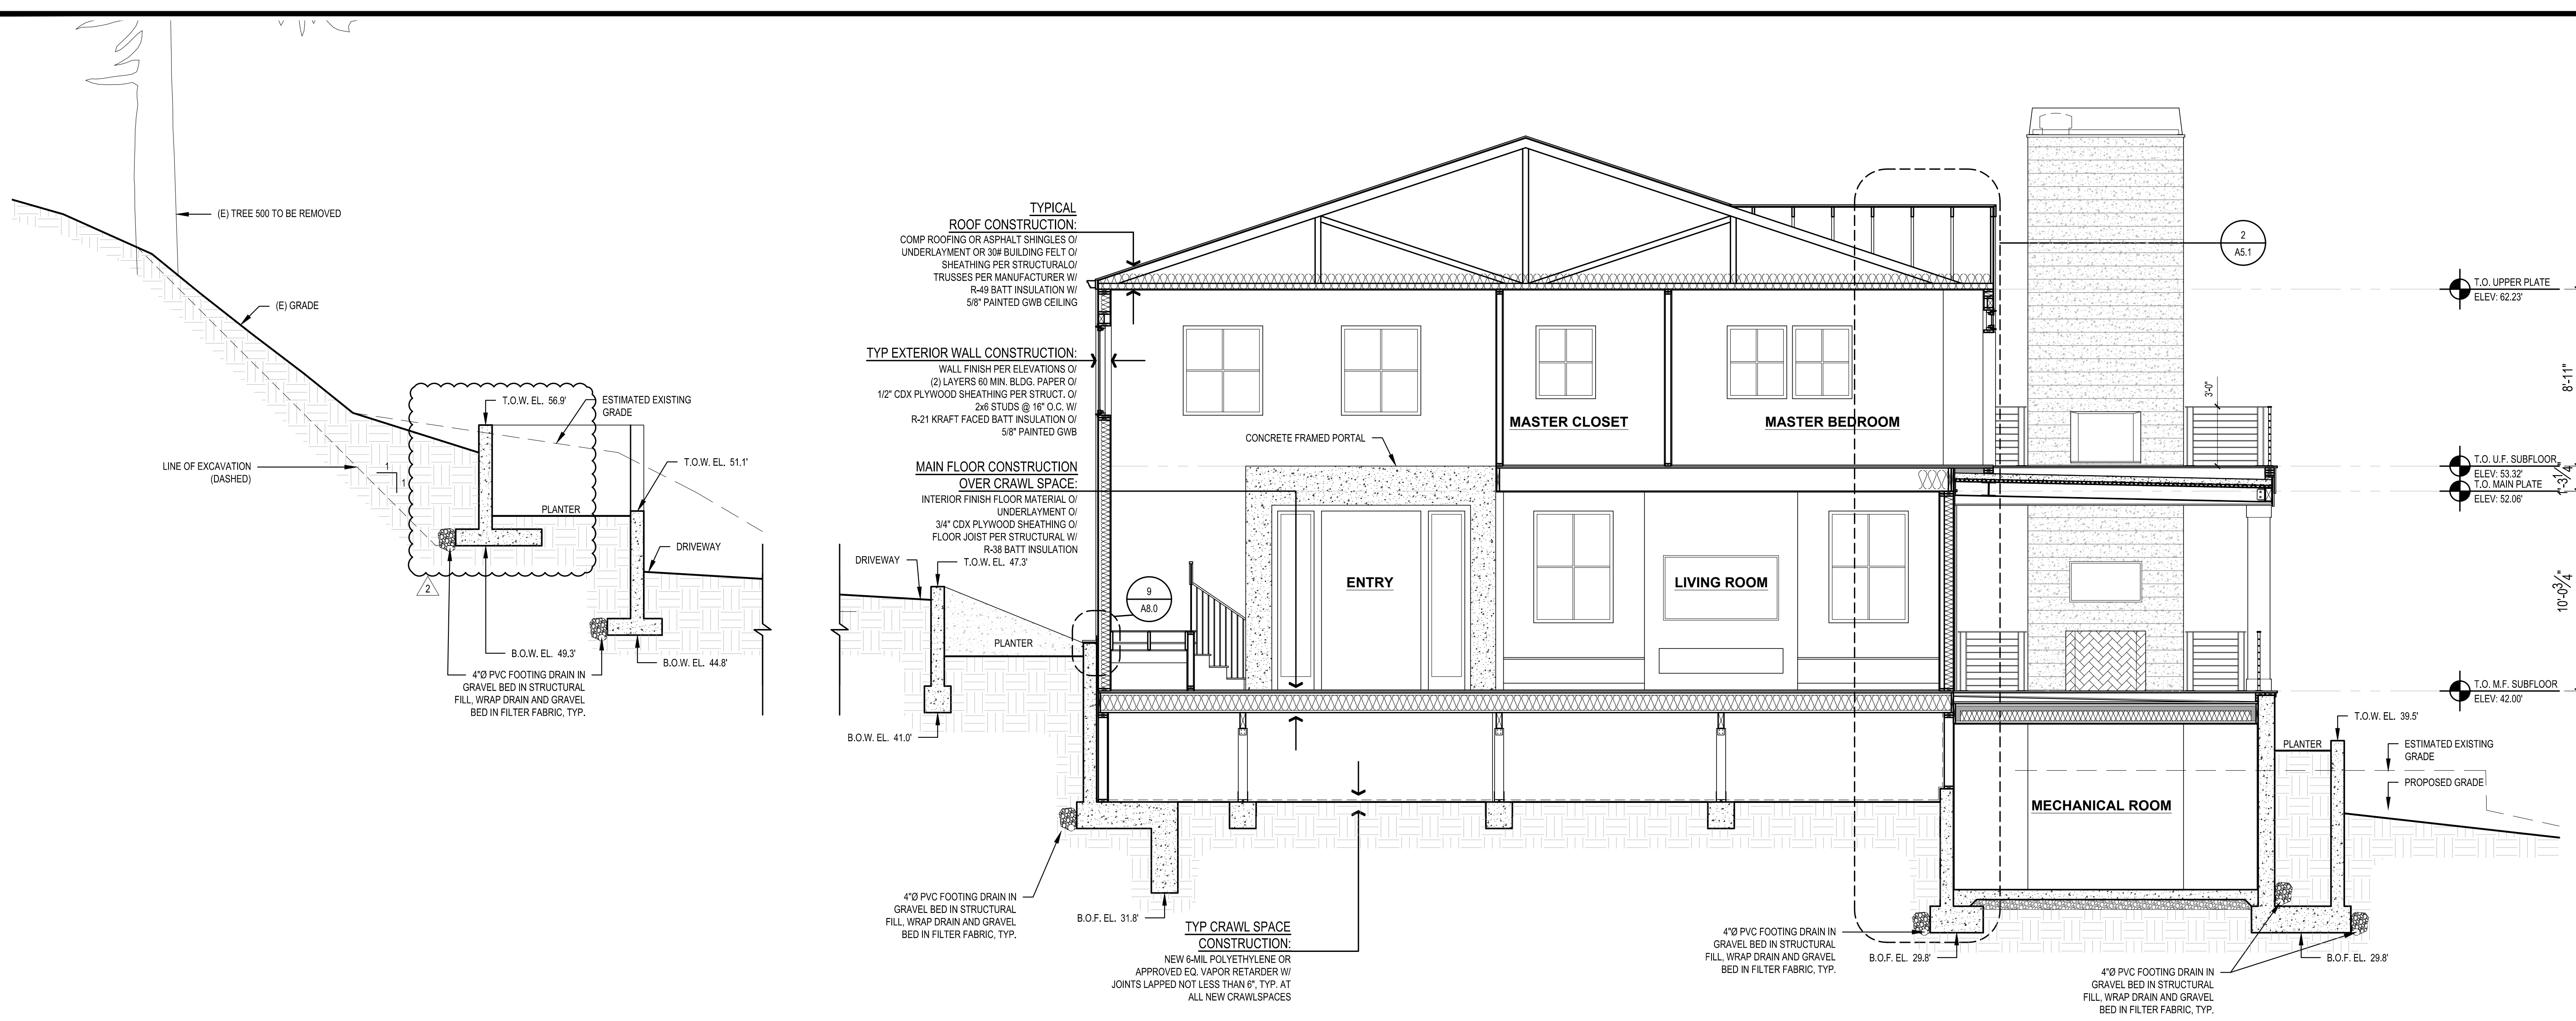 (E) TREE 500 TO BE REMOVED
(E) GRADE
T.O.W. EL. 56.9'
ESTIMATED EXISTING
GRADE
LINE OF EXCAVATION
(DASHED)
1
1
T.O.W. EL. 51.1'
PLANTER
DRIVEWAY
2
B.O.W. EL. 49.3'
B.O.W. EL. 44.8'
4"Ø PVC FOOTING DRAIN IN
GRAVEL BED IN STRUCTURAL
FILL, WRAP DRAIN AND GRAVEL
BED IN FILTER FABRIC, TYP.
TYPICAL
ROOF CONSTRUCTION:
COMP ROOFING OR ASPHALT SHINGLES O/
UNDERLAYMENT OR 30# BUILDING FELT O/
SHEATHING PER STRUCTURALO/
TRUSSES PER MANUFACTURER W/
R-49 BATT INSULATION W/
5/8" PAINTED GWB CEILING
TYP EXTERIOR WALL CONSTRUCTION:
WALL FINISH PER ELEVATIONS O/
(2) LAYERS 60 MIN. BLDG. PAPER O/
1/2" CDX PLYWOOD SHEATHING PER STRUCT. O/
2x6 STUDS @ 16" O.C. W/
R-21 KRAFT FACED BATT INSULATION O/
5/8" PAINTED GWB
MAIN FLOOR CONSTRUCTION
OVER CRAWL SPACE:
INTERIOR FINISH FLOOR MATERIAL O/
UNDERLAYMENT O/
3/4" CDX PLYWOOD SHEATHING O/
FLOOR JOIST PER STRUCTURAL W/
R-38 BATT INSULATION
DRIVEWAY
T.O.W. EL. 47.3'
9
A8.0
PLANTER
B.O.W. EL. 41.0'
4"Ø PVC FOOTING DRAIN IN
GRAVEL BED IN STRUCTURAL
FILL, WRAP DRAIN AND GRAVEL
BED IN FILTER FABRIC, TYP.
B.O.F. EL. 31.8'
TYP CRAWL SPACE
CONSTRUCTION:
NEW 6-MIL POLYETHYLENE OR
APPROVED EQ. VAPOR RETARDER W/
JOINTS LAPPED NOT LESS THAN 6", TYP. AT
ALL NEW CRAWLSPACES
CONCRETE FRAMED PORTAL
MASTER CLOSET
MASTER BEDROOM
ENTRY
LIVING ROOM
MECHANICAL ROOM
2
A5.1
3'-0"
T.O. UPPER PLATE
ELEV: 62.23'
8'-11"
T.O. U.F. SUBFLOOR
ELEV: 53.32'
1'-3 1/4"
T.O. MAIN PLATE
ELEV: 52.06'
10'-0 3/4"
T.O. M.F. SUBFLOOR
ELEV: 42.00'
T.O.W. EL. 39.5'
PLANTER
ESTIMATED EXISTING
GRADE
PROPOSED GRADE
4"Ø PVC FOOTING DRAIN IN
GRAVEL BED IN STRUCTURAL
FILL, WRAP DRAIN AND GRAVEL
BED IN FILTER FABRIC, TYP.
B.O.F. EL. 29.8'
4"Ø PVC FOOTING DRAIN IN
GRAVEL BED IN STRUCTURAL
FILL, WRAP DRAIN AND GRAVEL
BED IN FILTER FABRIC, TYP.
B.O.F. EL. 29.8'